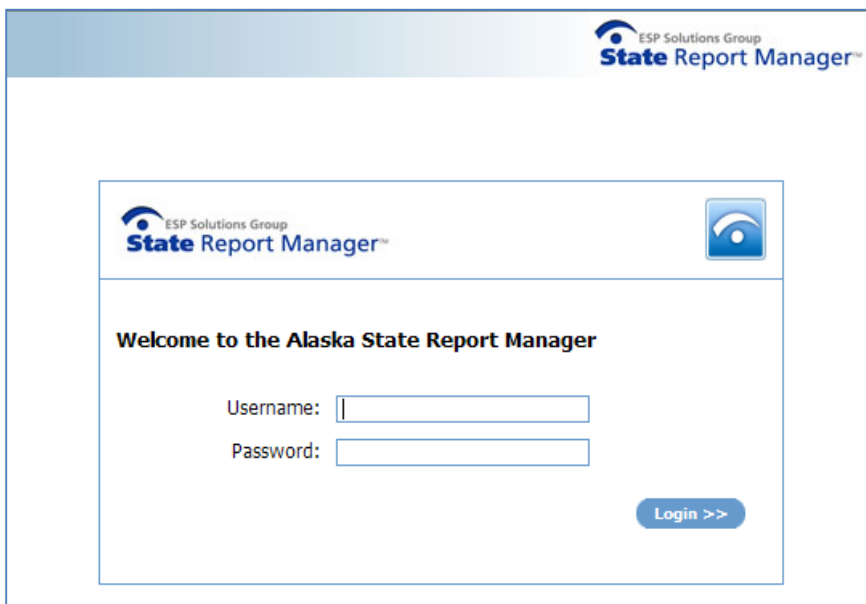 ESP Solutions Group
State Report Manager™
ESP Solutions Group
State Report Manager™
Welcome to the Alaska State Report Manager
Username:
Password:
Login >>